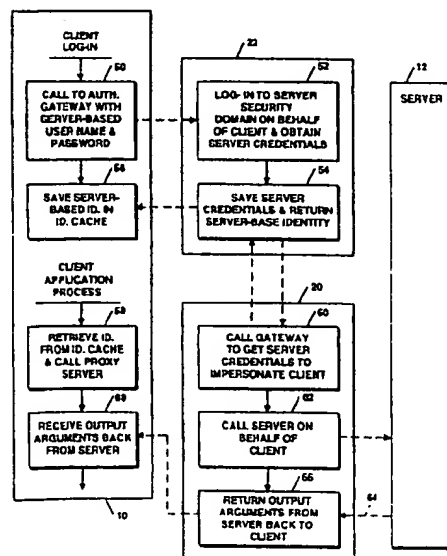 CLIENT
LOG-IN
50
CALL TO AUTH.
GATEWAY WITH
SERVER-BASED
USER NAME &
PASSWORD
56
SAVE SERVER-
BASED ID. IN
ID. CACHE
CLIENT
APPLICATION
PROCESS
58
RETRIEVE ID.
FROM ID. CACHE
& CALL PROXY
SERVER
68
RECEIVE OUTPUT
ARGUMENTS BACK
FROM SERVER
10
22
52
LOG-IN TO SERVER
SECURITY
DOMAIN ON BEHALF
OF CLIENT & OBTAIN
SERVER CREDENTIALS
54
SAVE SERVER
CREDENTIALS & RETURN
SERVER-BASE IDENTITY
20
60
CALL GATEWAY
TO GET SERVER
CREDENTIALS TO
IMPERSONATE CLIENT
62
CALL SERVER ON
BEHALF OF
CLIENT
66
RETURN OUTPUT
ARGUMENTS FROM
SERVER BACK TO
CLIENT
64
12
SERVER